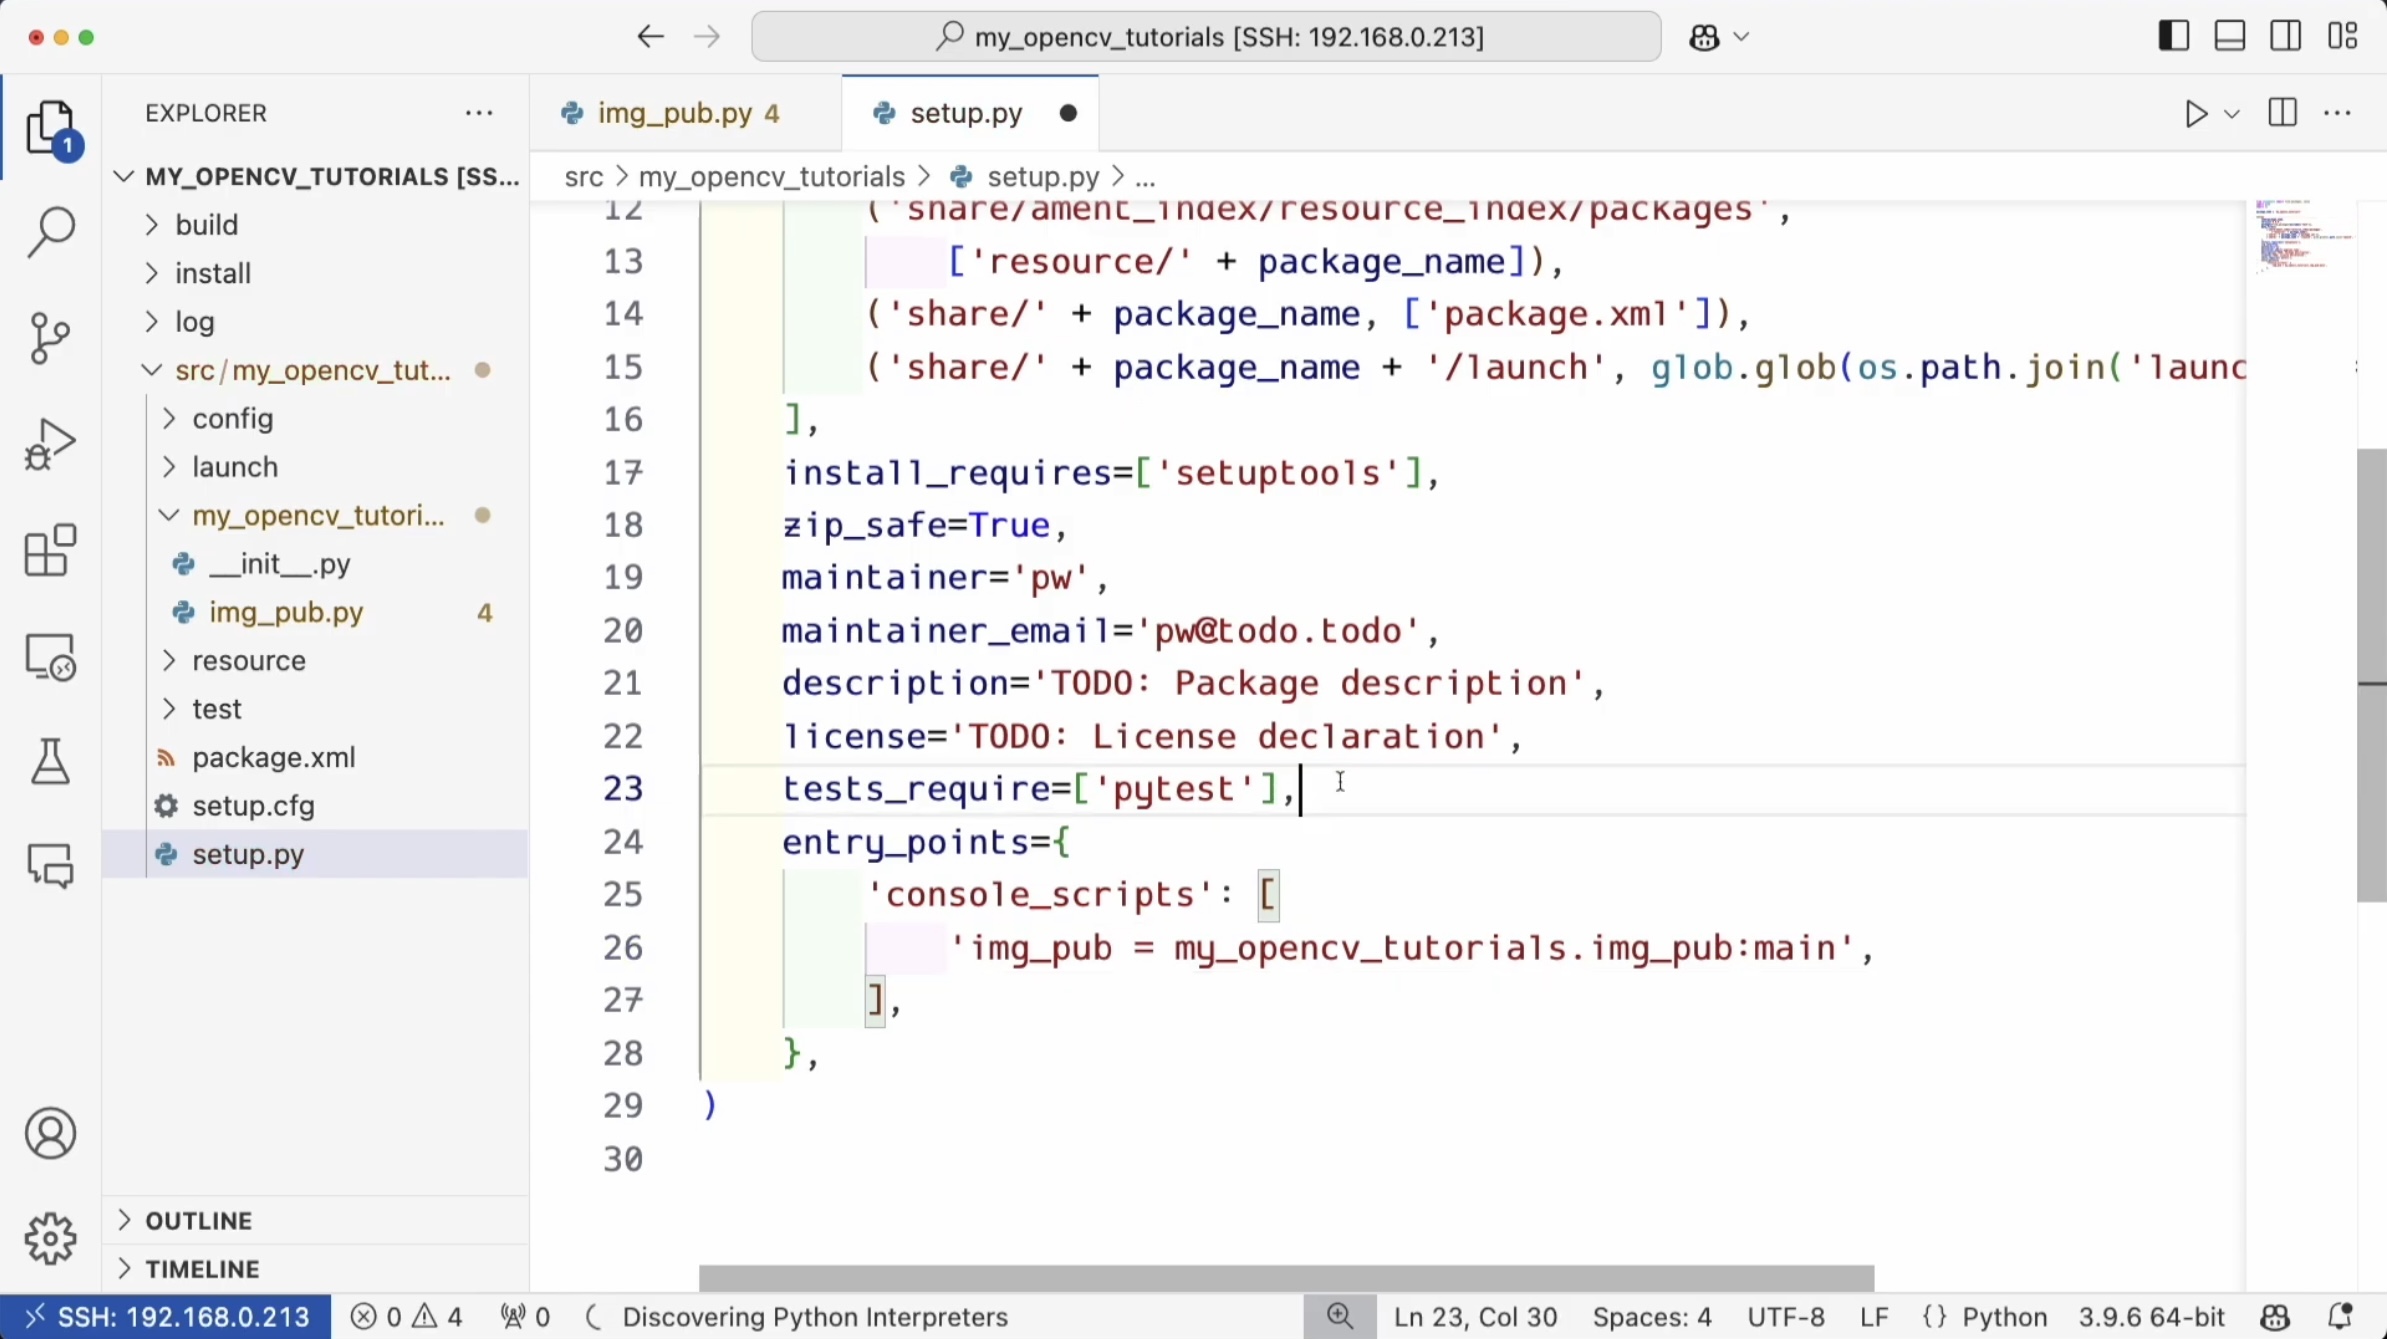 my_opencv_tutorials [SSH: 192.168.0.213]
EXPLORER
img_pub.py 4
setup.py
MY_OPENCV_TUTORIALS [SS...
src > my_opencv_tutorials > setup.py > ...
build
install
log
src/my_opencv_tut...
config
launch
my_opencv_tutori...
__init__.py
img_pub.py 4
resource
test
package.xml
setup.cfg
setup.py
OUTLINE
TIMELINE
1
12 ('share/ament_index/resource_index/packages',
13 ['resource/' + package_name]),
14 ('share/' + package_name, ['package.xml']),
15 ('share/' + package_name + '/launch', glob.glob(os.path.join('launc
16 ],
17 install_requires=['setuptools'],
18 zip_safe=True,
19 maintainer='pw',
20 maintainer_email='pw@todo.todo',
21 description='TODO: Package description',
22 license='TODO: License declaration',
23 tests_require=['pytest'],
24 entry_points={
25 'console_scripts': [
26 'img_pub = my_opencv_tutorials.img_pub:main',
27 ],
28 },
29 )
30
SSH: 192.168.0.213 0 4 0 Discovering Python Interpreters Ln 23, Col 30 Spaces: 4 UTF-8 LF {} Python 3.9.6 64-bit